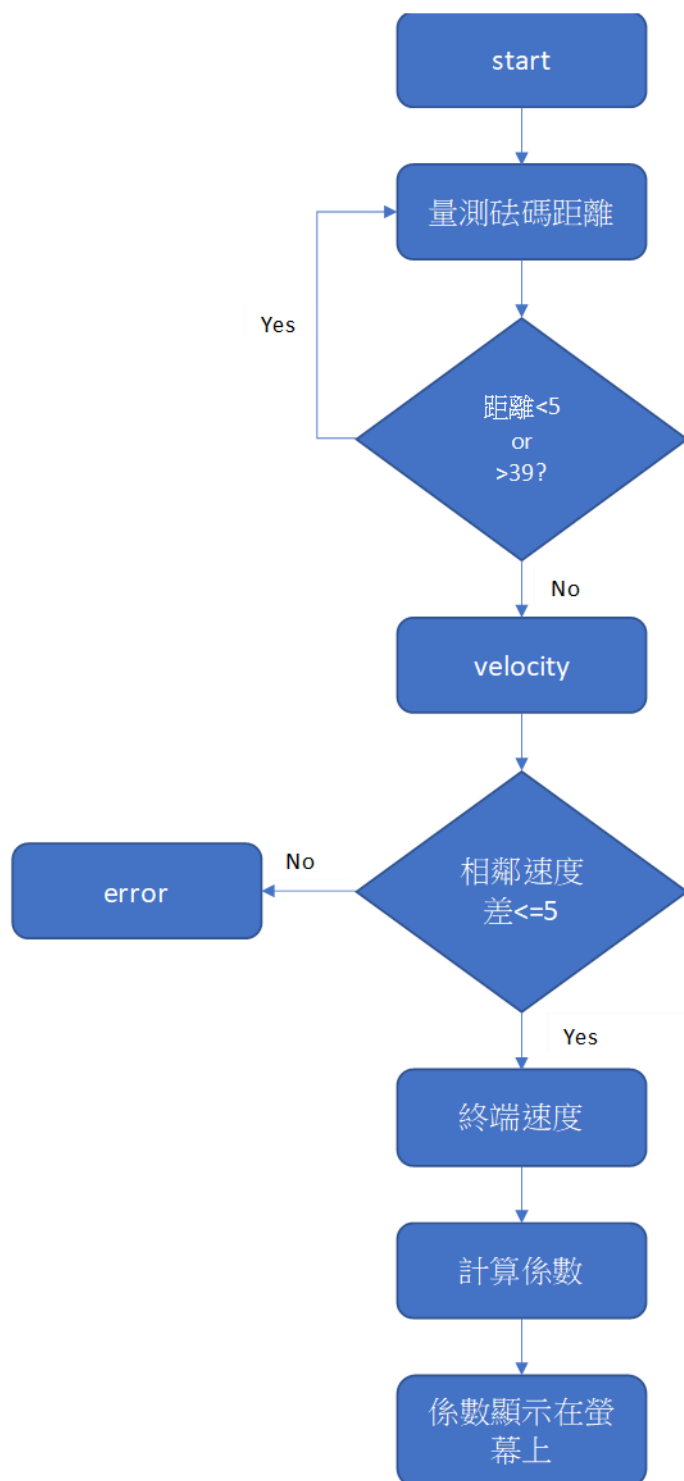 start
量測砝碼距離
Yes
距離<5
or
>39?
No
velocity
相鄰速度
差<=5
No
error
Yes
終端速度
計算係數
係數顯示在螢
幕上